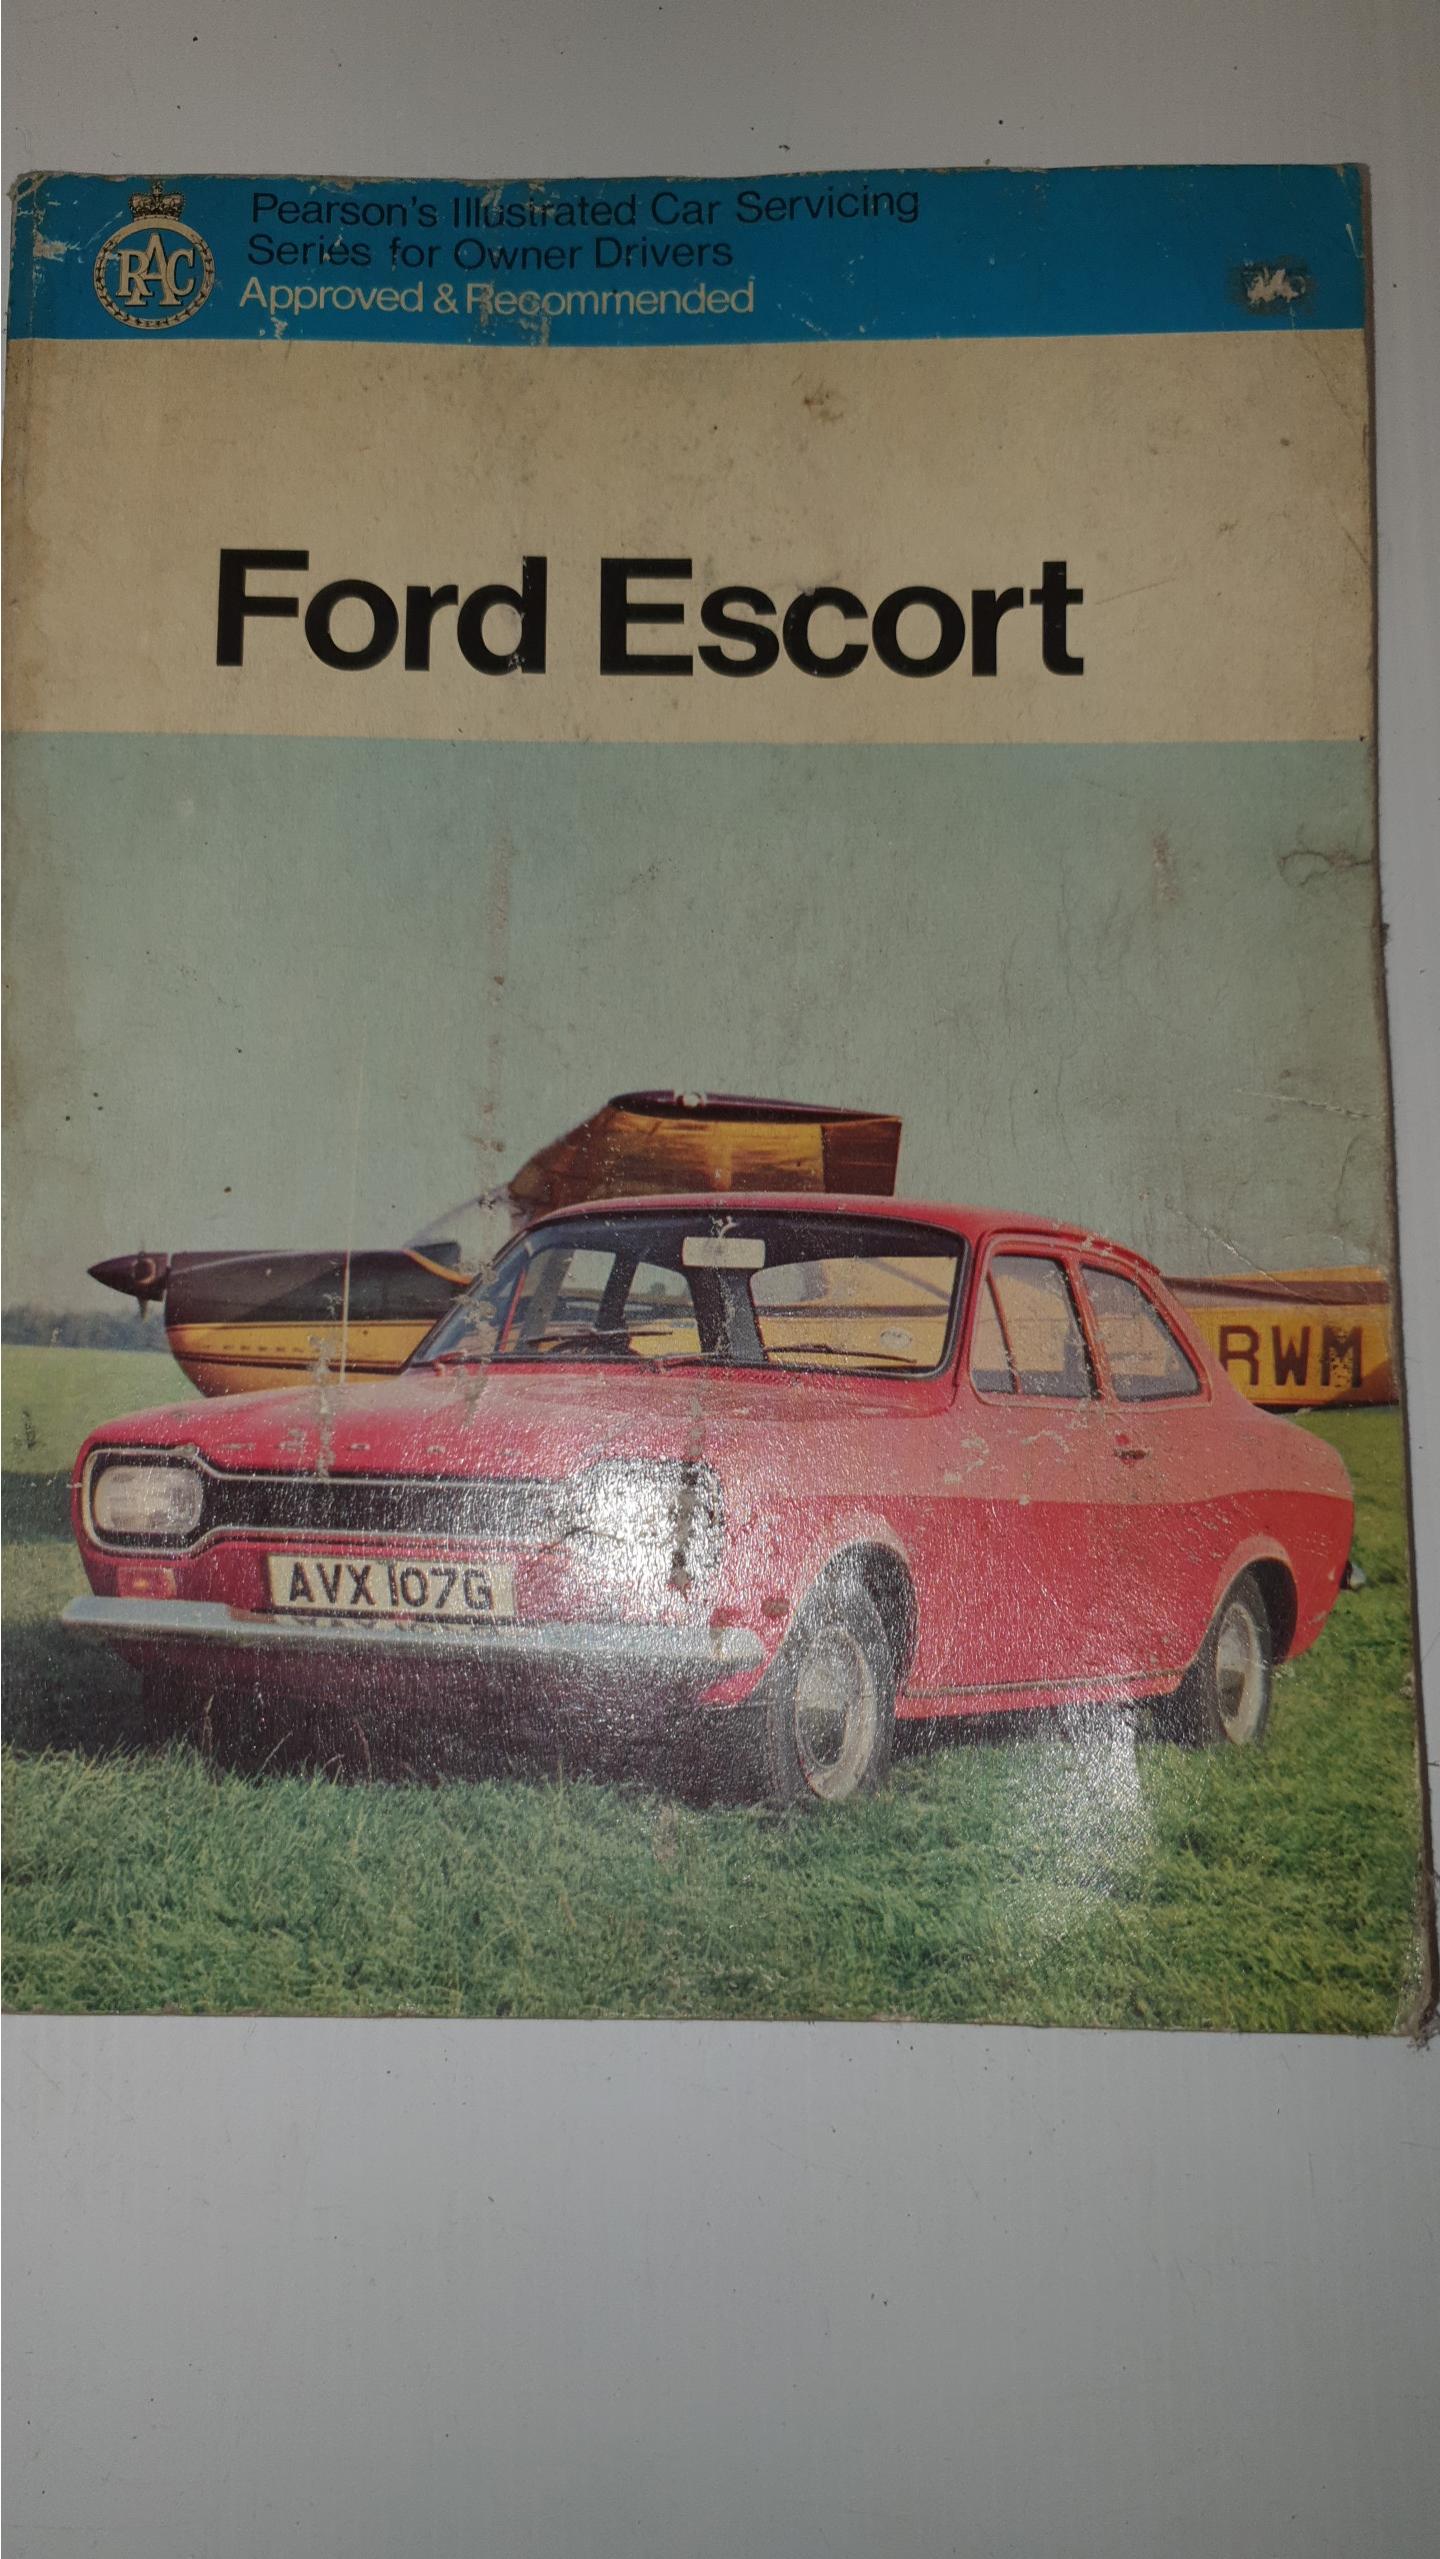 RAC
Pearson's Illustrated Car Servicing
Series for Owner Drivers
Approved & Recommended
Ford Escort
RWM
AVX 107G